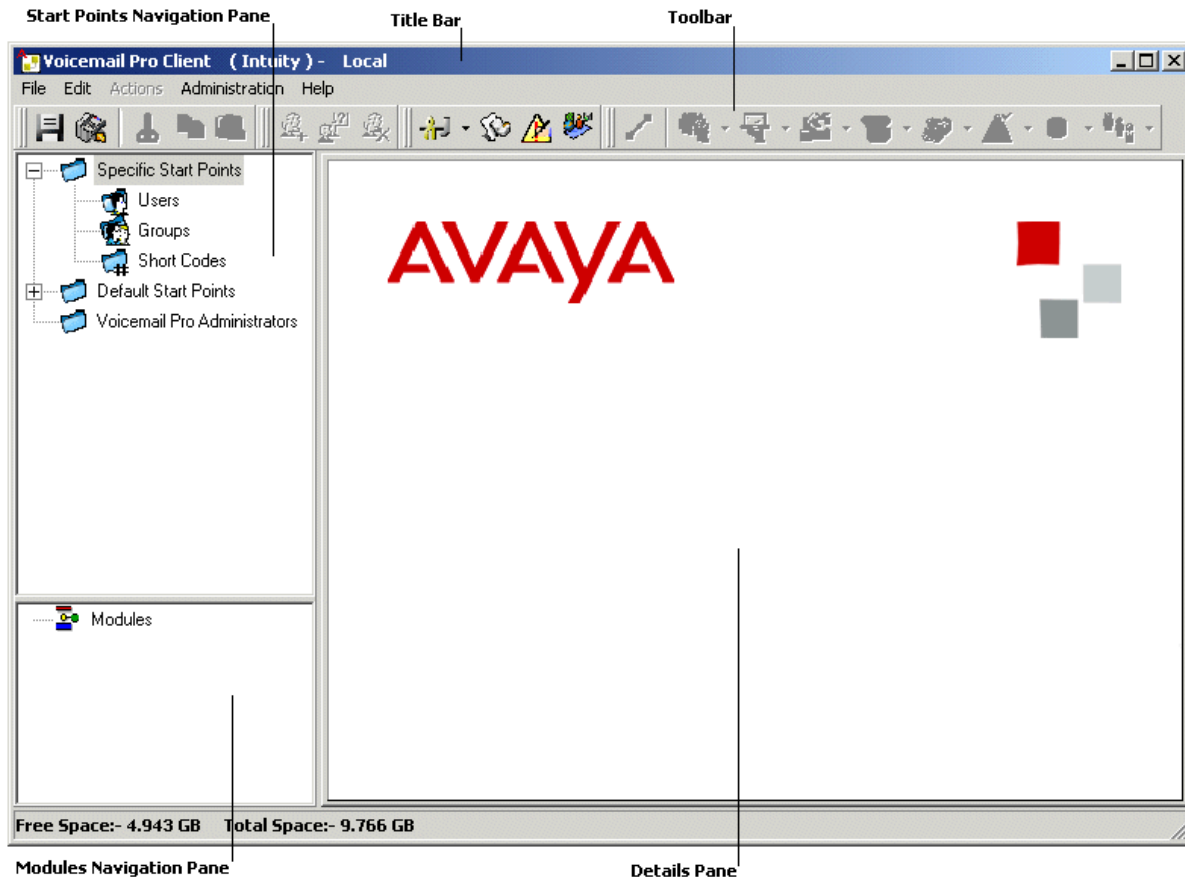 Start Points Navigation Pane
Title Bar
Toolbar
Voicemail Pro Client ( Intuity ) - Local
File Edit Actions Administration Help
Specific Start Points
Users
Groups
Short Codes
Default Start Points
Voicemail Pro Administrators
AVAYA
Modules
Free Space:- 4.943 GB Total Space:- 9.766 GB
Modules Navigation Pane
Details Pane